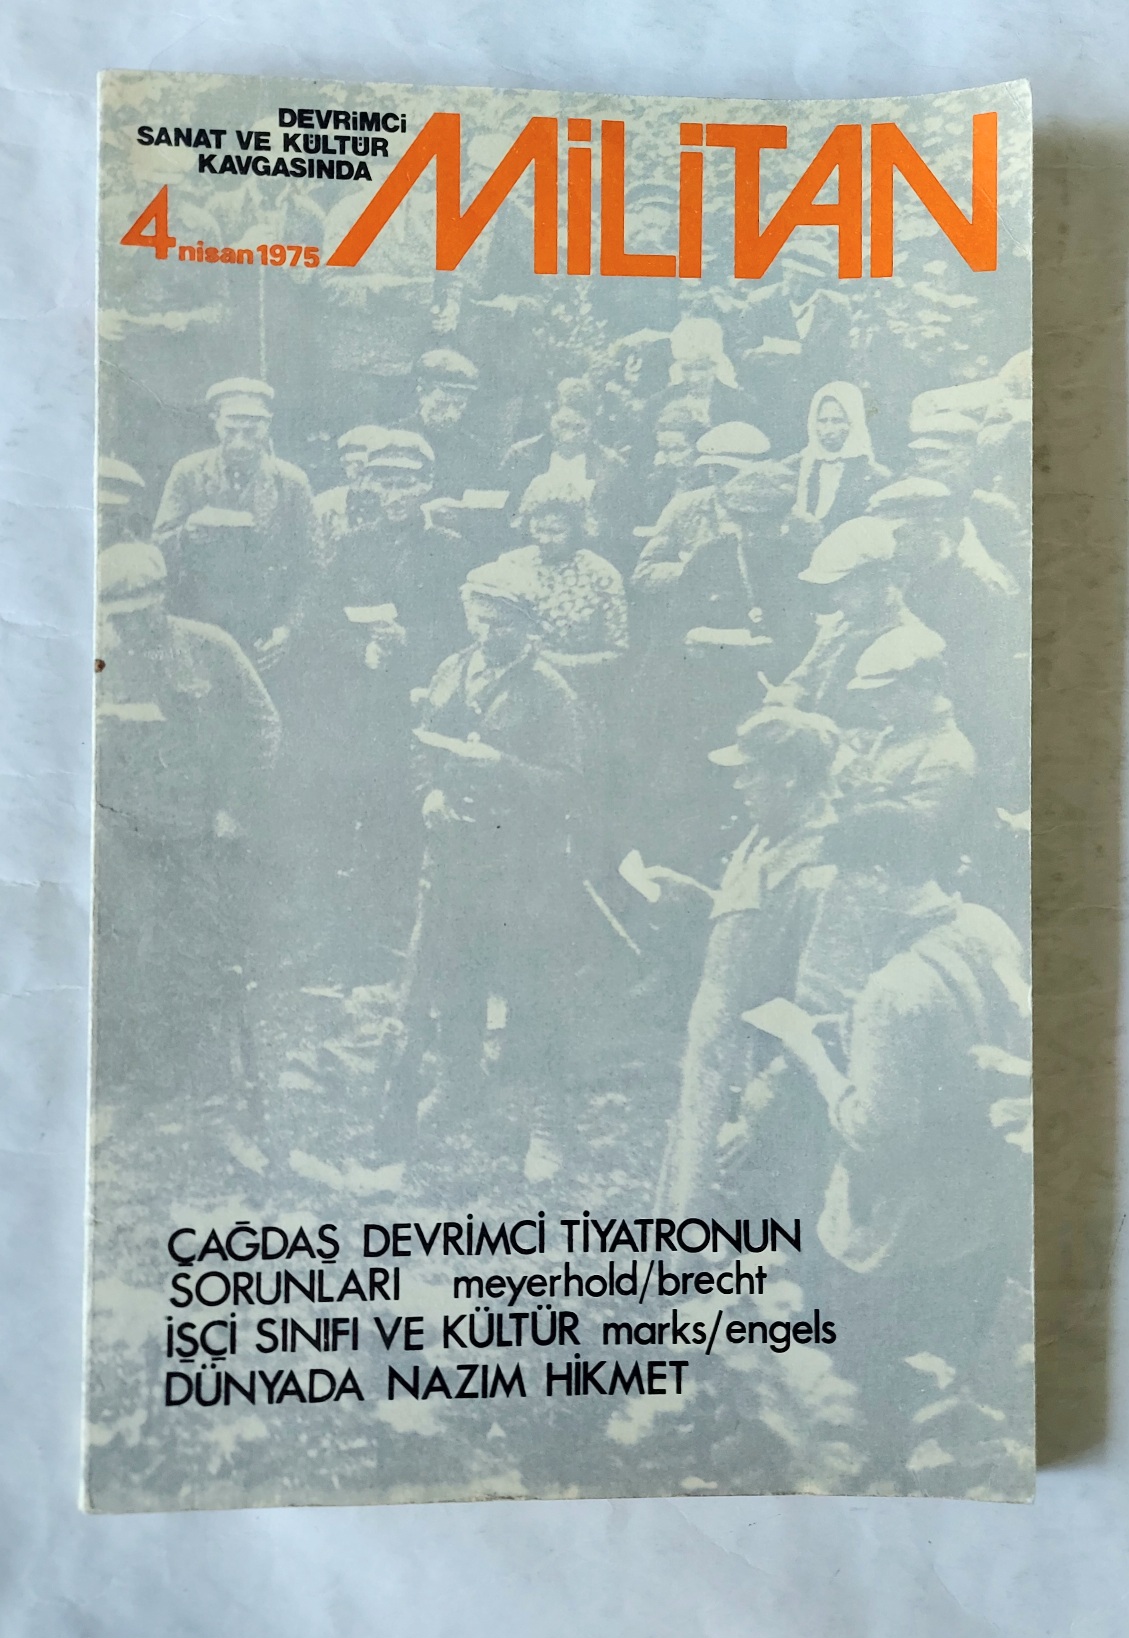 DEVRİMCİ
SANAT VE KÜLTÜR
KAVGASINDA
MİLİTAN
4 nisan 1975
ÇAĞDAŞ DEVRİMCİ TİYATRONUN
SORUNLARI meyerhold/brecht
İŞÇİ SINIFI VE KÜLTÜR marks/engels
DÜNYADA NAZIM HİKMET